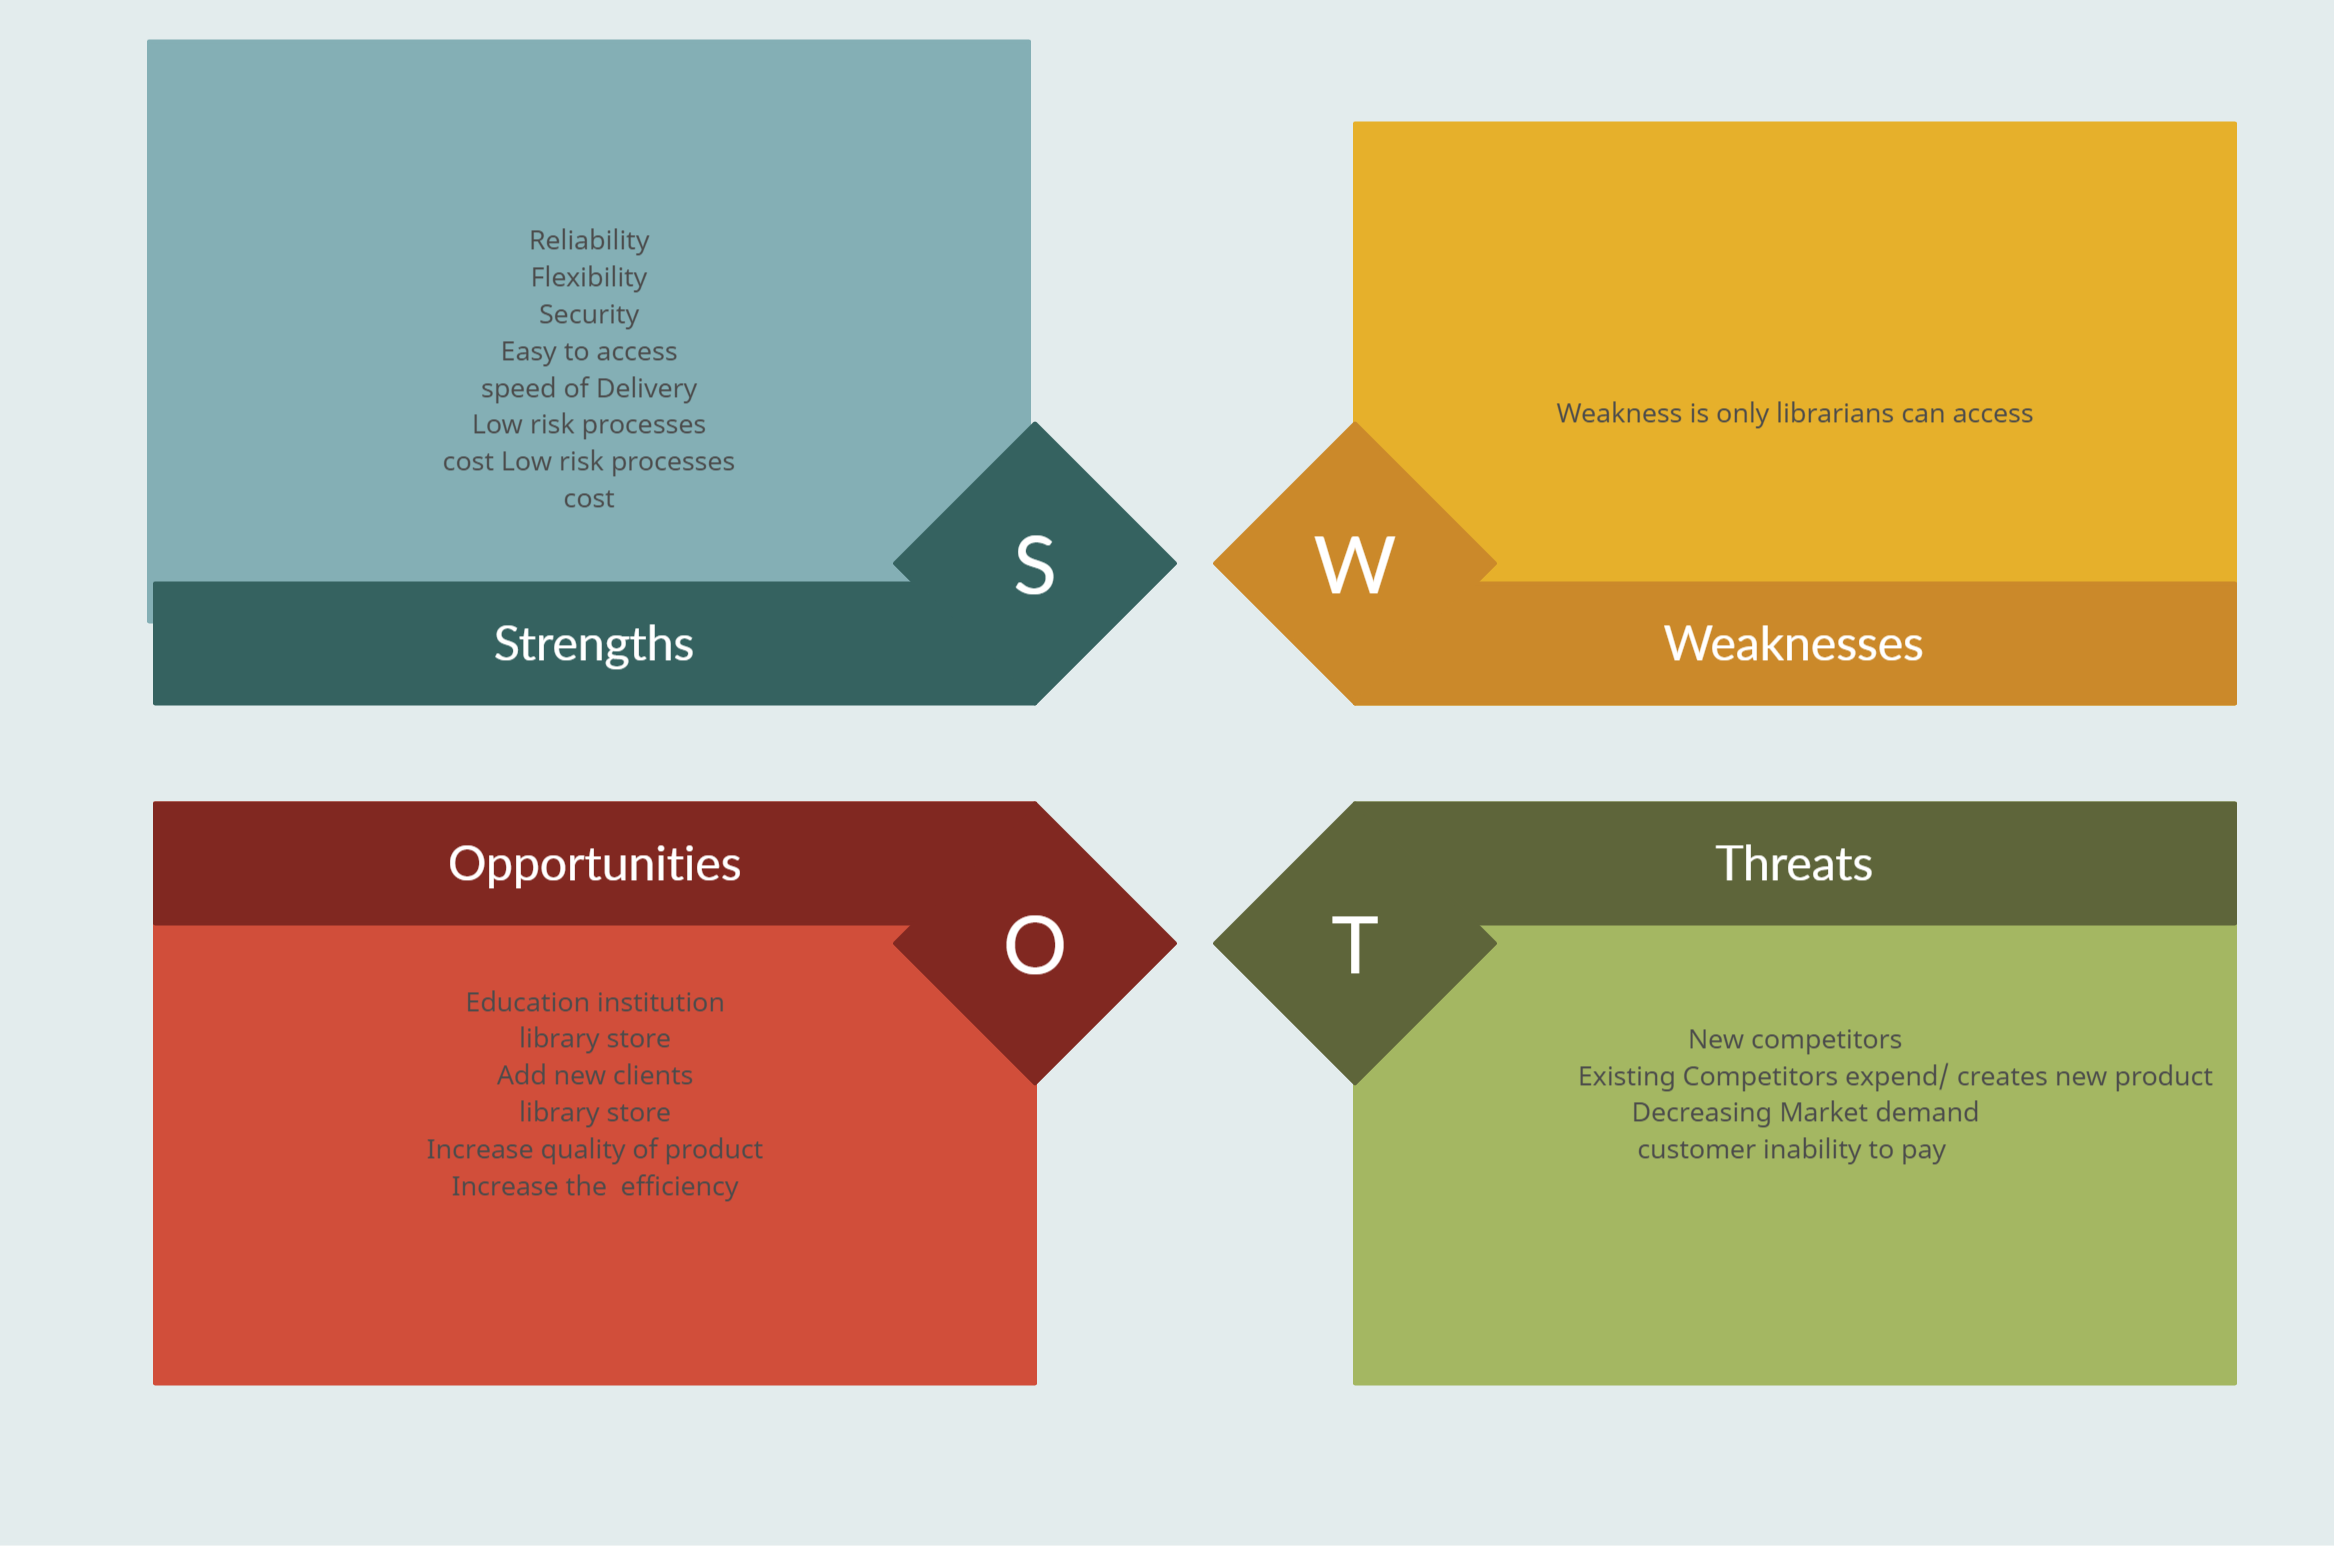 Reliability
Flexibility
Security
Easy to access
speed of Delivery
Low risk processes
cost Low risk processes
cost
S
Strengths
Weakness is only librarians can access
W
Weaknesses
Opportunities
O
Education institution
library store
Add new clients
library store
Increase quality of product
Increase the  efficiency
Threats
T
New competitors
Existing Competitors expend/ creates new product
Decreasing Market demand
customer inability to pay